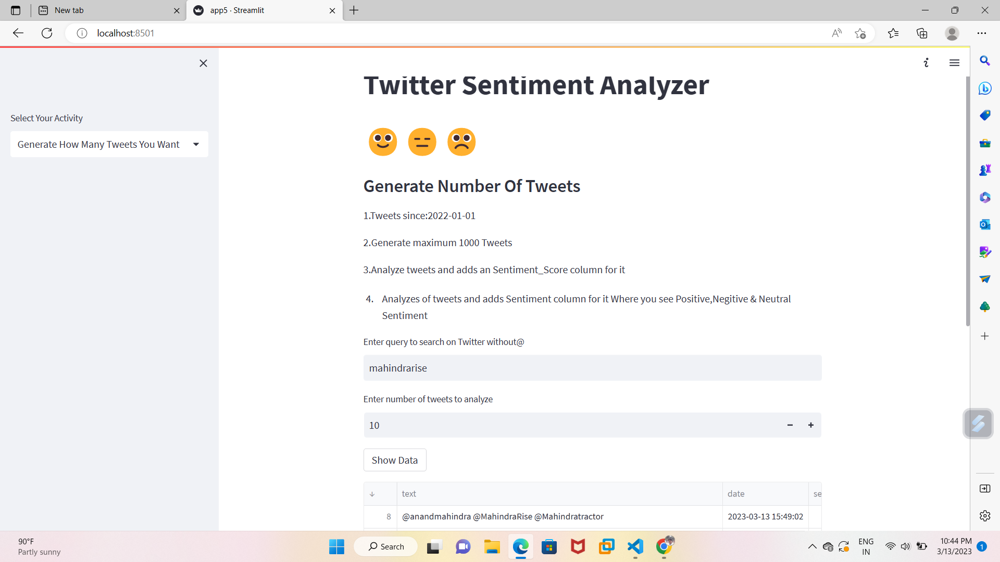 New tab
app5 · Streamlit
localhost:8501
Select Your Activity
Generate How Many Tweets You Want
Twitter Sentiment Analyzer
Generate Number Of Tweets
1.Tweets since:2022-01-01
2.Generate maximum 1000 Tweets
3.Analyze tweets and adds an Sentiment_Score column for it
4. Analyzes of tweets and adds Sentiment column for it Where you see Positive,Negitive & Neutral
Sentiment
Enter query to search on Twitter without@
mahindrarise
Enter number of tweets to analyze
10
Show Data
text date se
8 @anandmahindra @MahindraRise @Mahindratractor 2023-03-13 15:49:02
90°F
Partly sunny
Search
ENG
IN
10:44 PM
3/13/2023
1